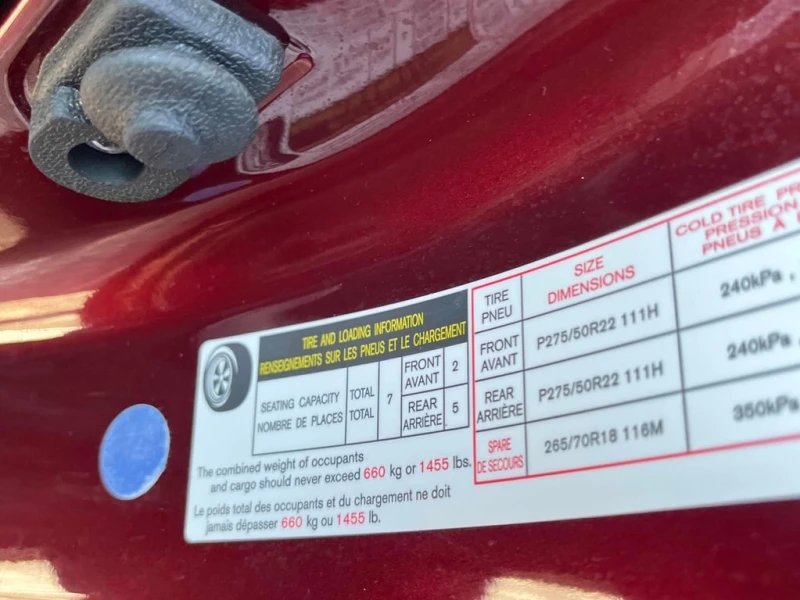 TIRE AND LOADING INFORMATION
RENSEIGNEMENTS SUR LES PNEUS ET LE CHARGEMENT
SEATING CAPACITY
NOMBRE DE PLACES
TOTAL
TOTAL
7
FRONT
AVANT
2
REAR
ARRIÈRE
5
The combined weight of occupants
and cargo should never exceed 660 kg or 1455 lbs.
Le poids total des occupants et du chargement ne doit
jamais dépasser 660 kg ou 1455 lb.
TIRE
PNEU
SIZE
DIMENSIONS
COLD TIRE
PRESSION
PNEUS À
FRONT
AVANT
P275/50R22 111H
240kPa,
REAR
ARRIÈRE
P275/50R22 111H
240kPa,
SPARE
DE SECOURS
265/70R18 116M
350kPa